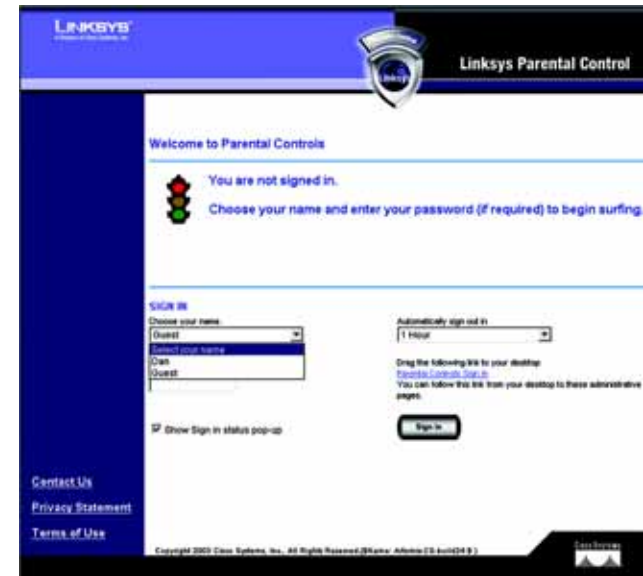 LINKSYS
Linksys
Linksys Parental Control
Welcome to Parental Controls
You are not signed in.
Choose your name and enter your password (if required) to begin surfing.
SIGN IN
Choose your name
Guest
Select your name
Dan
Guest
Automatically sign out in
1 Hour
Drag the following link to your desktop
Parental Controls Sign in
You can follow this link from your desktop to these administrative
pages.
Show Sign in status pop-up
Sign in
Contact Us
Privacy Statement
Terms of Use
Copyright 2003 Cisco Systems, Inc., All Rights Reserved.
Cisco Systems